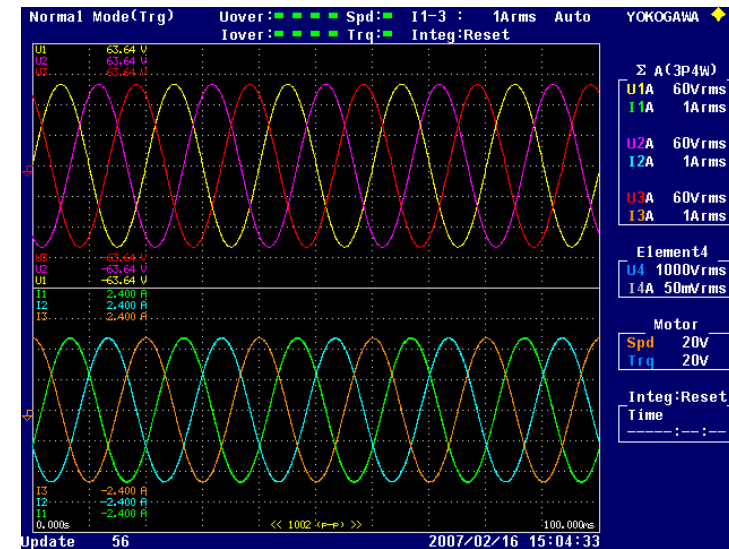 Normal Mode(Trg) Uover: Spd: I1-3 : 1Arms Auto YOKOGAWA
Iover: Trq: Integ:Reset
U1 : 63.64 V
U2 : 63.64 V
U3 : 63.64 V
U3 : -63.64 V
U2 : -63.64 V
U1 : -63.64 V
I1 : 2.400 A
I2 : 2.400 A
I3 : 2.400 A
I3 : -2.400 A
I2 : -2.400 A
I1 : -2.400 A
0.000s << 1002 (p-p) >> 100.000ms
Update 56 2007/02/16 15:04:33
Σ A(3P4W)
U1A 60Vrms
I1A 1Arms
U2A 60Vrms
I2A 1Arms
U3A 60Vrms
I3A 1Arms
Element4
U4 1000Vrms
I4A 50mVrms
Motor
Spd 20V
Trq 20V
Integ:Reset
Time
-----:--:--